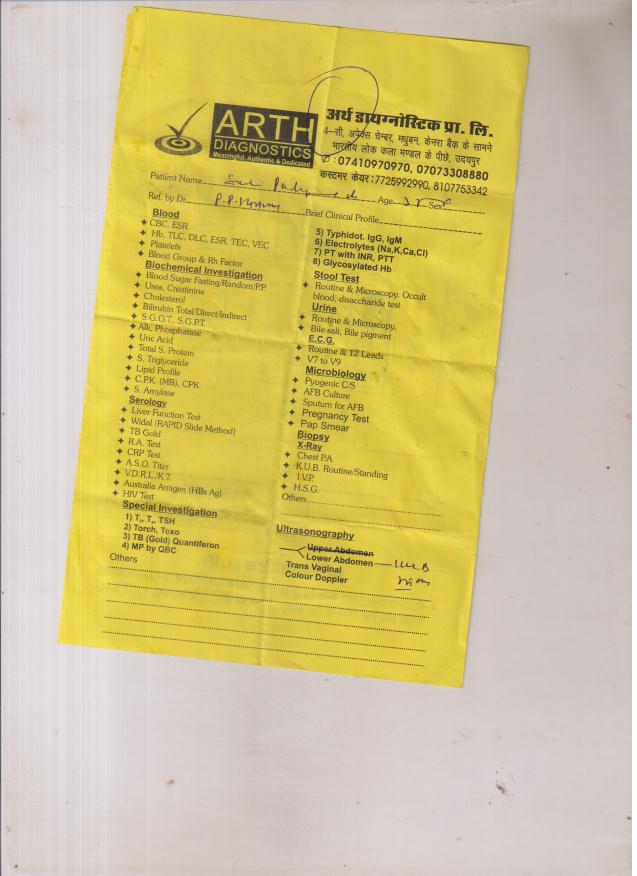 ARTH
DIAGNOSTICS
Meaningful, Authentic & Dedicated
अर्थ डायग्नोस्टिक प्रा. लि.
4-सी, अपेक्स चेम्बर, मधुबन, केनरा बैंक के सामने
भारतीय लोक कला मण्डल के पीछे, उदयपुर
✆ : 07410970970, 07073308880
कस्टमर केयर : 7725992990, 8107753342
Patient Name Age Sex
Ref. by Dr. Brief Clinical Profile
Blood
CBC, ESR
Hb, TLC, DLC, ESR, TEC, VEC
Platelets
Blood Group & Rh Factor
Biochemical Investigation
Blood Sugar Fasting/Random/P.P.
Urea, Creatinine
Cholesterol
Bilirubin Total/Direct/Indirect
S.G.O.T., S.G.P.T.
Alk. Phosphatase
Uric Acid
Total S. Protein
S. Triglyceride
Lipid Profile
C.P.K. (MB), CPK
S. Amylase
Serology
Liver Function Test
Widal (RAPID Slide Method)
TB Gold
R.A. Test
CRP Test
A.S.O. Titer
V.D.R.L./K.T.
Australia Antigen (HBs Ag)
HIV Test
Special Investigation
1) T₃, T₄, TSH
2) Torch, Toxo
3) TB (Gold) Quantiferon
4) MP by QBC
Others
5) Typhidot, IgG, IgM
6) Electrolytes (Na,K,Ca,Cl)
7) PT with INR, PTT
8) Glycosylated Hb
Stool Test
Routine & Microscopy, Occult
blood, disaccharide test
Urine
Routine & Microscopy,
Bile salt, Bile pigment
E.C.G.
Routine & 12 Leads
V7 to V9
Microbiology
Pyogenic C/S
AFB Culture
Sputum for AFB
Pregnancy Test
Pap Smear
Biopsy
X-Ray
Chest P.A.
K.U.B. Routine/Standing
I.V.P.
H.S.G.
Others
Ultrasonography
Upper Abdomen
Lower Abdomen
Trans Vaginal
Colour Doppler